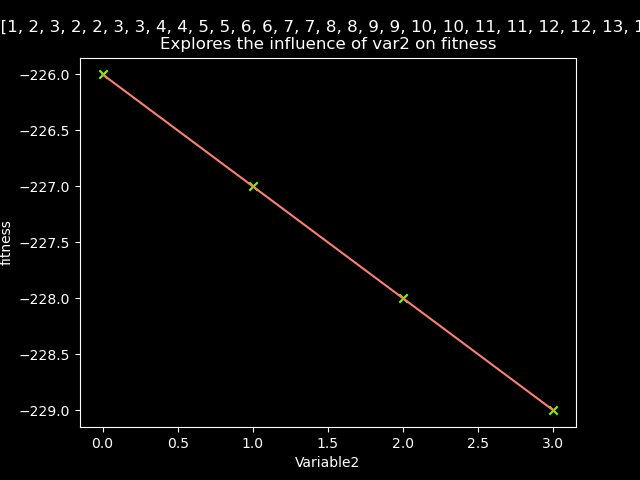 [1, 2, 3, 2, 2, 3, 3, 4, 4, 5, 5, 6, 6, 7, 7, 8, 8, 9, 9, 10, 10, 11, 11, 12, 12, 13, 1
Explores the influence of var2 on fitness
−226.0
−226.5
−227.0
−227.5
−228.0
−228.5
−229.0
fitness
0.0 0.5 1.0 1.5 2.0 2.5 3.0
Variable2